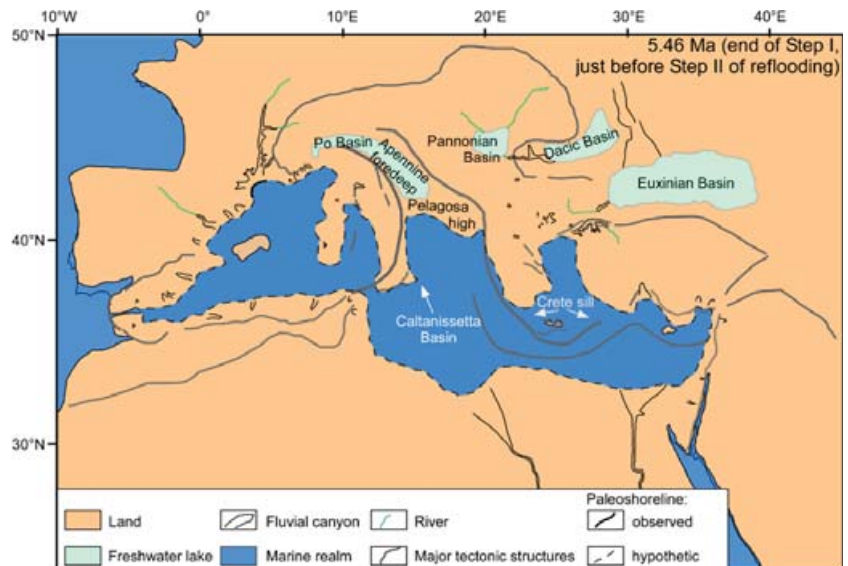 10°W
0°
10°E
20°E
30°E
40°E
50°N
5.46 Ma (end of Step I,
just before Step II of reflooding)
Po Basin
Apennine
foredeep
Pannonian
Basin
Dacic Basin
Euxinian Basin
Pelagosa
high
40°N
Crete sill
Caltanissetta
Basin
30°N
Land
Fluvial canyon
River
Paleoshoreline:
observed
Freshwater lake
Marine realm
Major tectonic structures
hypothetic